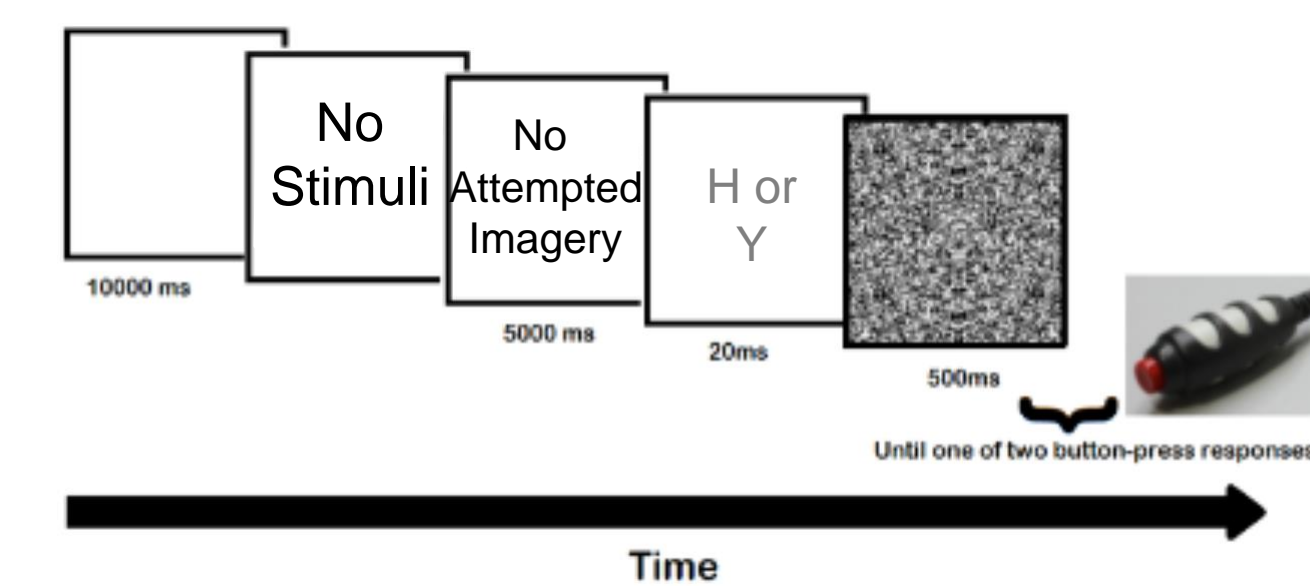 No
Stimuli
No
Attempted
Imagery
H or
Y
10000 ms
5000 ms
20ms
500ms
Until one of two button-press responses
Time